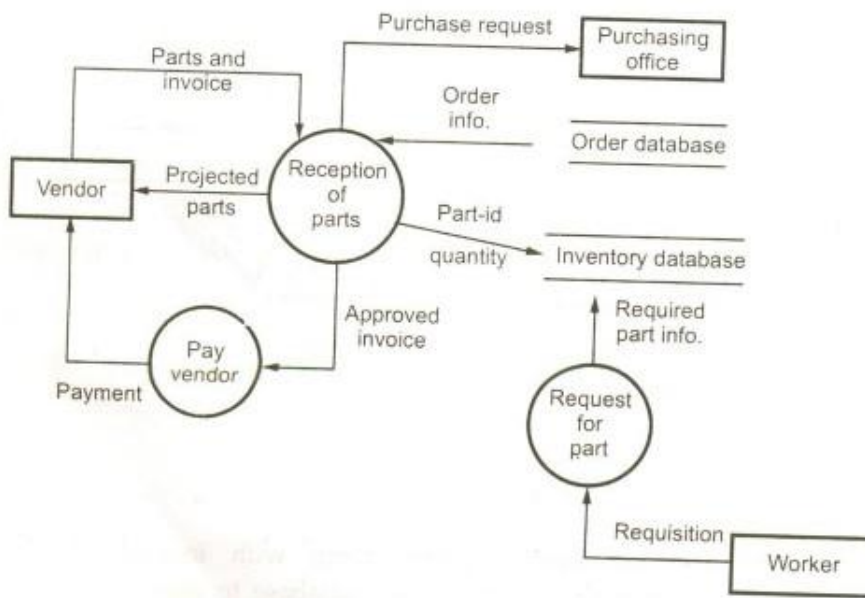 Purchase request
Purchasing
office
Parts and
invoice
Order
info.
Order database
Vendor
Projected
parts
Reception
of
parts
Part-id
quantity
Inventory database
Approved
invoice
Required
part info.
Pay
vendor
Payment
Request
for
part
Requisition
Worker